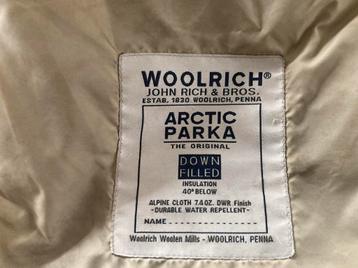 WOOLRICH®
JOHN RICH & BROS.
ESTAB. 1830 WOOLRICH, PENNA
ARCTIC
PARKA
THE ORIGINAL
DOWN
FILLED
INSULATION
40° BELOW
ALPINE CLOTH 7.4 OZ. DWR Finish
-DURABLE WATER REPELLENT-
NAME
Woolrich Woolen Mills - WOOLRICH, PENNA